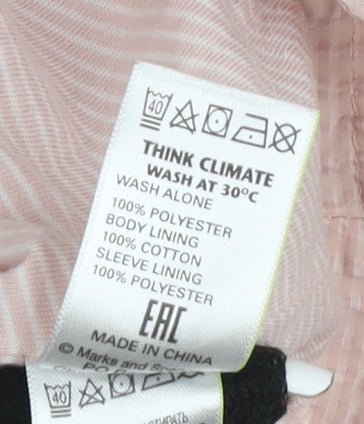 40
THINK CLIMATE
WASH AT 30°C
WASH ALONE
100% POLYESTER
BODY LINING
100% COTTON
SLEEVE LINING
100% POLYESTER
EAC
MADE IN CHINA
© Marks and
40